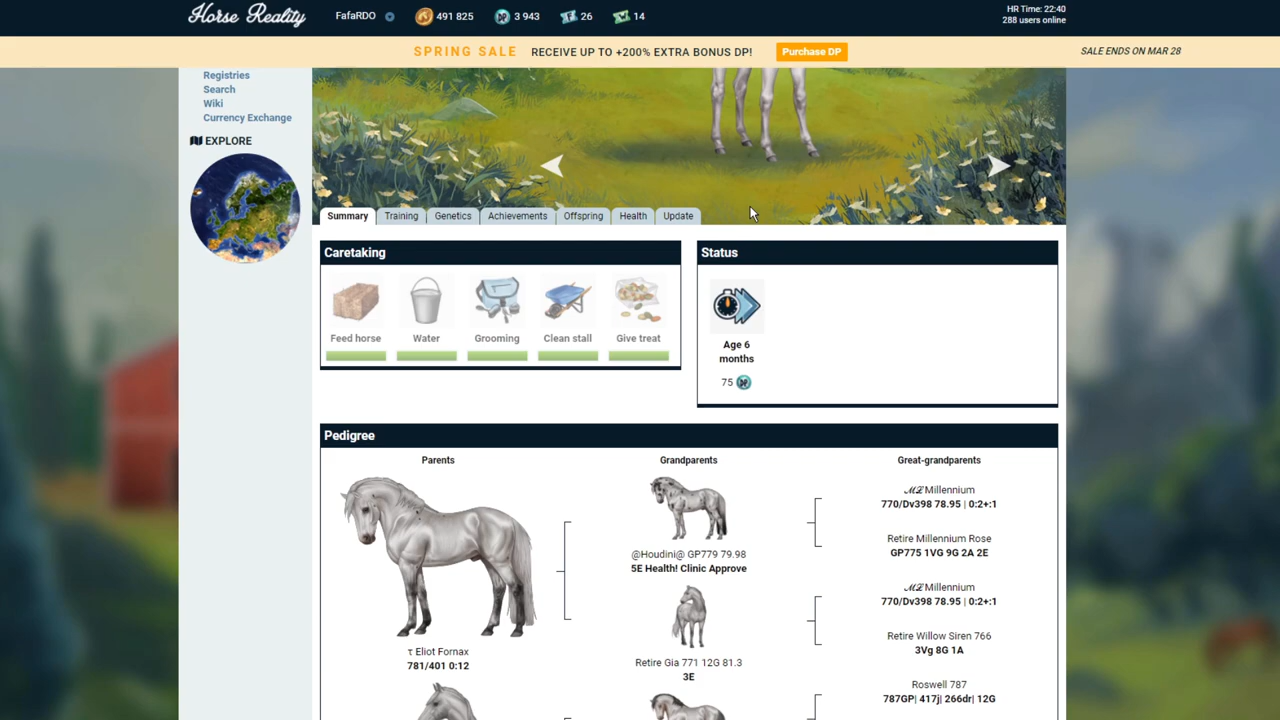 Horse Reality
FafaRDO
491 825
3 943
26
14
HR Time: 22:40
288 users online
SPRING SALE RECEIVE UP TO +200% EXTRA BONUS DP! Purchase DP
SALE ENDS ON MAR 28
Registries
Search
Wiki
Currency Exchange
EXPLORE
Summary Training Genetics Achievements Offspring Health Update
Caretaking
Feed horse Water Grooming Clean stall Give treat
Status
Age 6
months
75
Pedigree
Parents Grandparents Great-grandparents
τ Eliot Fornax
781/401 0:12
@Houdini@ GP779 79.98
5E Health! Clinic Approve
Retire Gia 771 12G 81.3
3E
ℳℒ Millennium
770/Dv398 78.95 | 0:2+:1
Retire Millennium Rose
GP775 1VG 9G 2A 2E
ℳℒ Millennium
770/Dv398 78.95 | 0:2+:1
Retire Willow Siren 766
3Vg 8G 1A
Roswell 787
787GP| 417j| 266dr| 12G